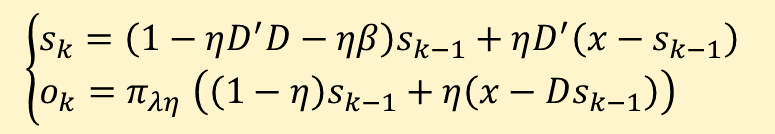 s_k = (1 − ηD′D − ηβ)s_{k−1} + ηD′(x − s_{k−1})
o_k = π_{λη} ((1 − η)s_{k−1} + η(x − Ds_{k−1}))